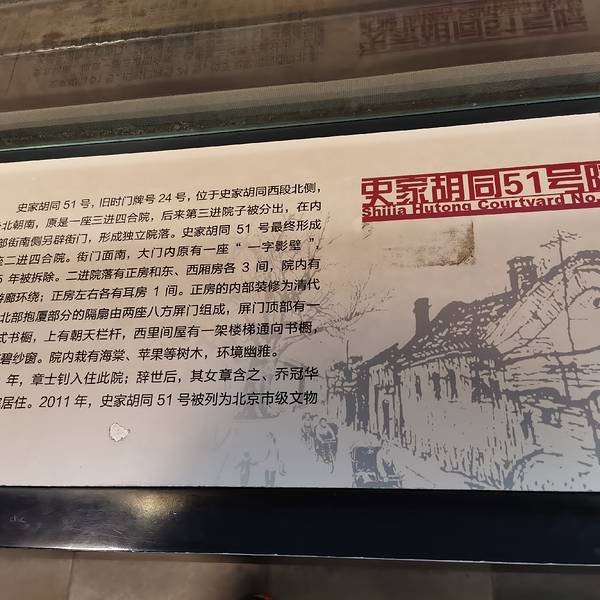 史家胡同51号院
Shijia Hutong Courtyard No.
史家胡同 51 号，旧时门牌号 24 号，位于史家胡同西段北侧，
北朝南，原是一座三进四合院，后来第三进院子被分出，在内
部街南侧另辟街门，形成独立院落。史家胡同 51 号最终形成
二进四合院。街门面南，大门内原有一座“一字影壁”
年被拆除。二进院落有正房和东、西厢房各 3 间，院内有
游廊环绕；正房左右各有耳房 1 间。正房的内部装修为清代
北部抱厦部分的隔扇由两座八方屏门组成，屏门顶部有一
式书橱，上有朝天栏杆，西里间屋有一架楼梯通向书橱，
碧纱窗。院内栽有海棠、苹果等树木，环境幽雅。
年，章士钊入住此院；辞世后，其女章含之、乔冠华
居住。2011 年，史家胡同 51 号被列为北京市级文物